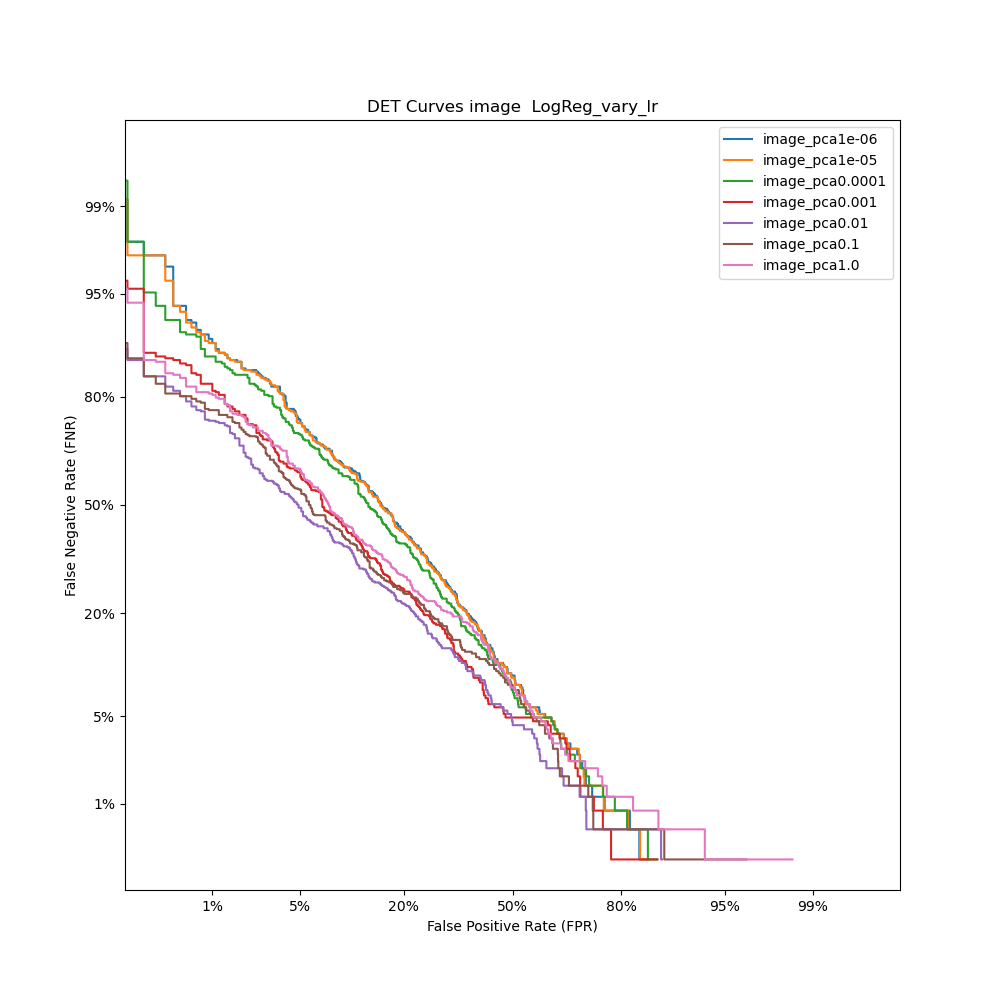 DET Curves image  LogReg_vary_lr
image_pca1e-06
image_pca1e-05
image_pca0.0001
image_pca0.001
image_pca0.01
image_pca0.1
image_pca1.0
99%
95%
80%
50%
20%
5%
1%
False Negative Rate (FNR)
1%
5%
20%
50%
80%
95%
99%
False Positive Rate (FPR)